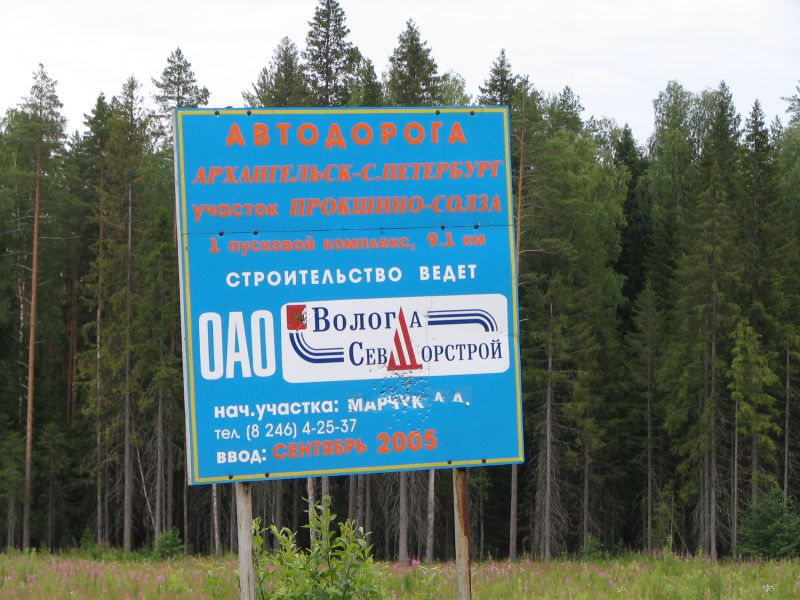 АВТОДОРОГА
АРХАНГЕЛЬСК-С.ПЕТЕРБУРГ
участок ПРОКШИНО-СОЛЗА
1 пусковой комплекс, 9.1 км
СТРОИТЕЛЬСТВО ВЕДЕТ
ОАО ВОЛОГДА
СЕВДОРСТРОЙ
нач.участка: МАРЧУК
тел. (8 246) 4-25-37
ввод: СЕНТЯБРЬ 2005